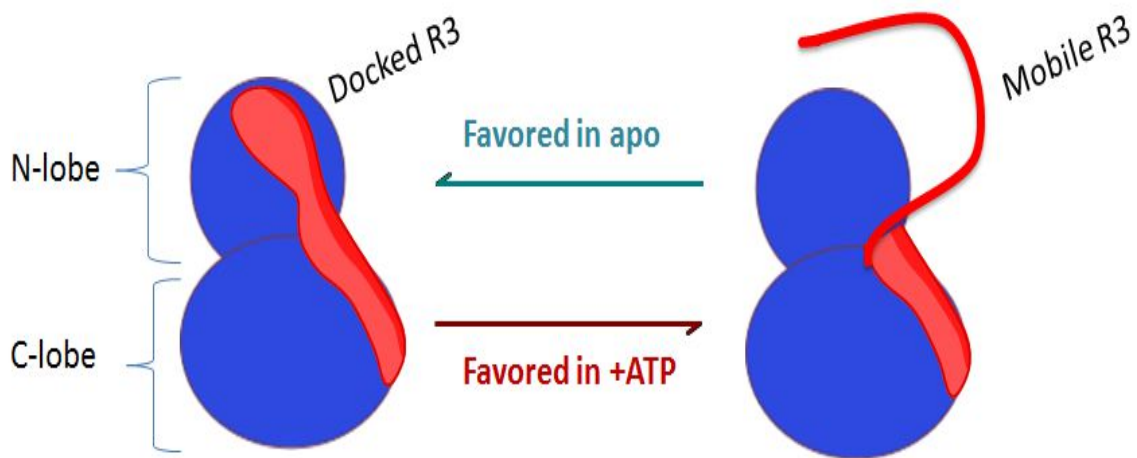 Docked R3
Mobile R3
N-lobe
Favored in apo
C-lobe
Favored in +ATP